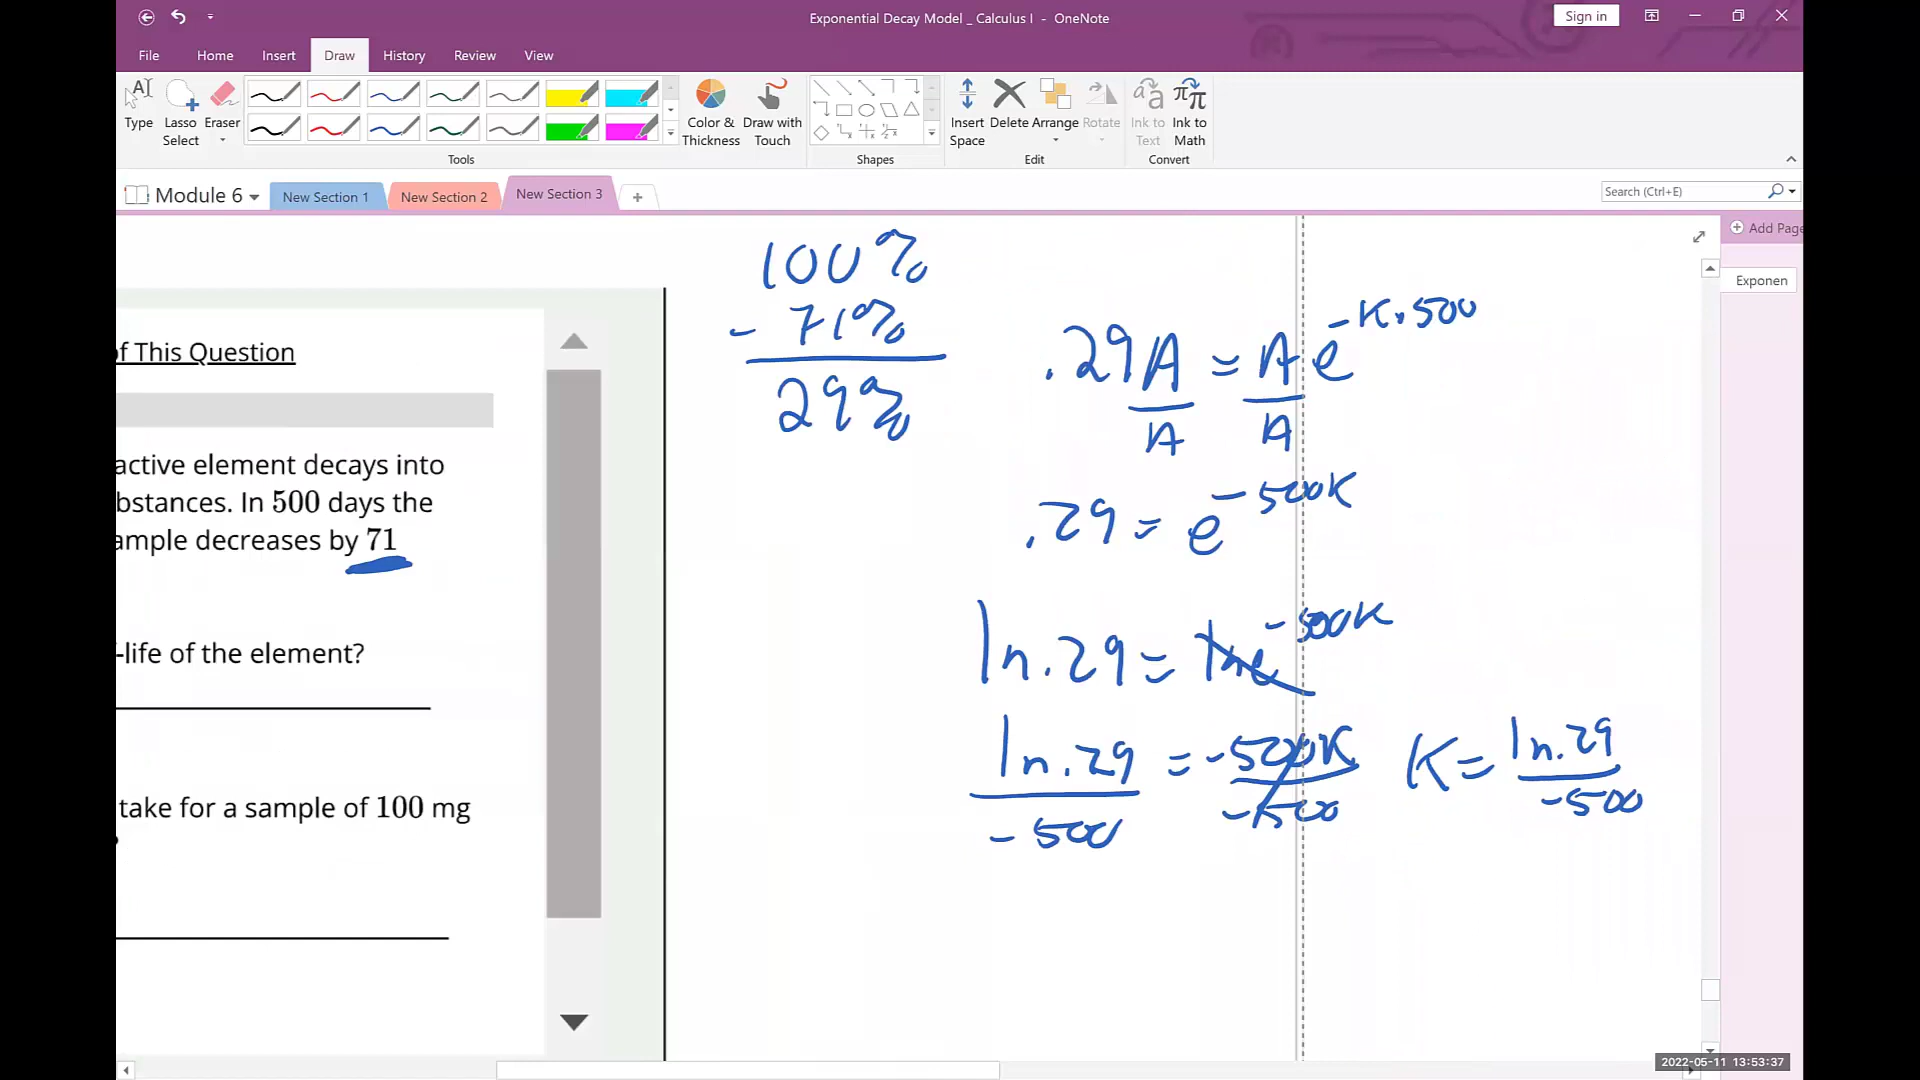 Exponential Decay Model _ Calculus I - OneNote
Sign in
File Home Insert Draw History Review View
Type
Lasso Select
Eraser
Color & Thickness
Draw with Touch
Insert Space
Delete
Arrange
Rotate
Ink to Text
Ink to Math
Tools
Shapes
Edit
Convert
Module 6
New Section 1
New Section 2
New Section 3
Search (Ctrl+E)
Add Page
Exponen
of This Question
active element decays into
bstances. In 500 days the
ample decreases by 71
-life of the element?
take for a sample of 100 mg
100%
- 71%
29%
.29A = A e^-K.500
A A
.29 = e^-500K
ln.29 = lne^-500K
ln.29 = -500K K = ln.29
-500 -500 -500
2022-05-11 13:53:37